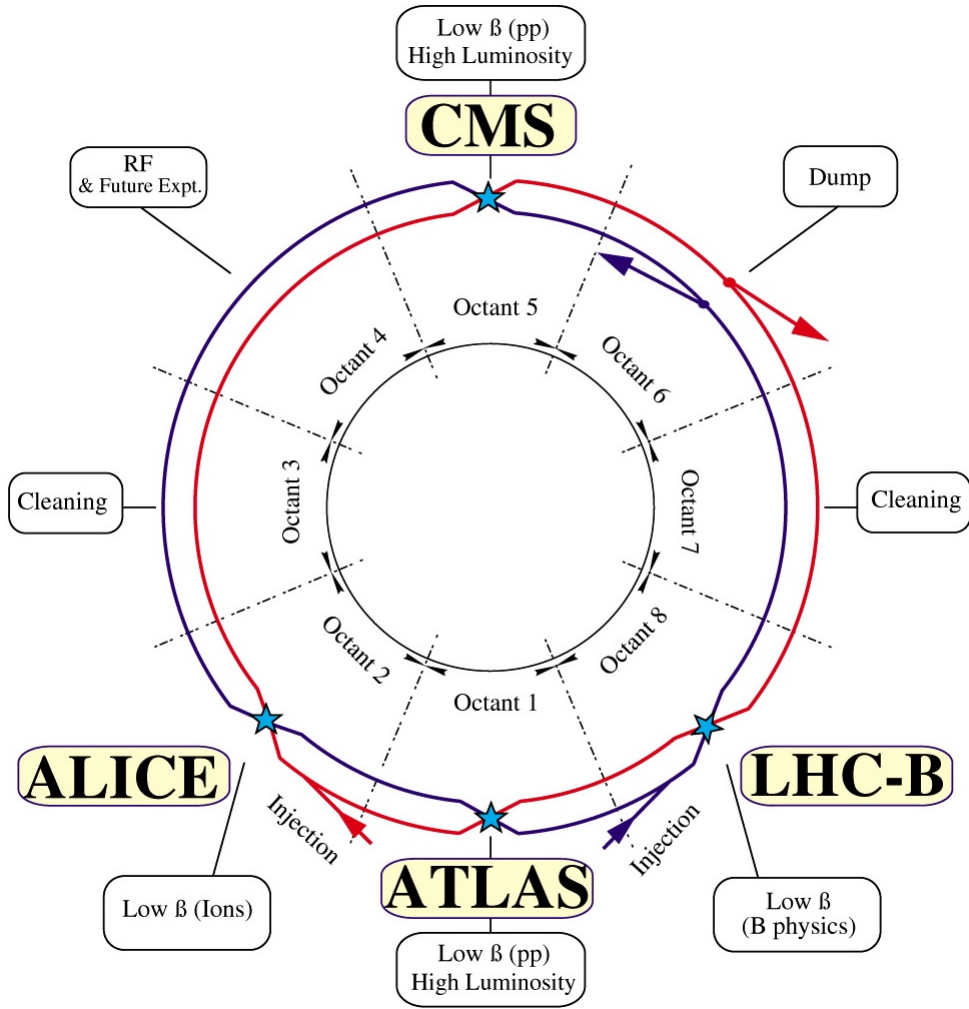 Low ß (pp)
High Luminosity
CMS
RF
& Future Expt.
Dump
Octant 5
Octant 4
Octant 6
Cleaning
Octant 3
Octant 7
Cleaning
Octant 2
Octant 8
Octant 1
ALICE
LHC-B
Injection
Injection
ATLAS
Low ß (Ions)
Low ß
(B physics)
Low ß (pp)
High Luminosity